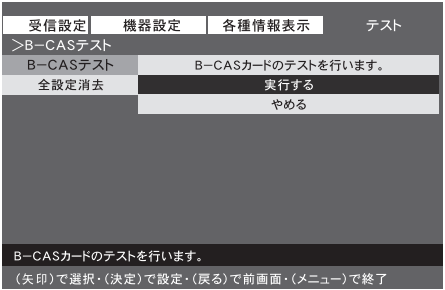 受信設定 機器設定 各種情報表示 テスト
＞B－CASテスト
B－CASテスト B－CASカードのテストを行います。
全設定消去 実行する
やめる
B－CASカードのテストを行います。
（矢印）で選択・（決定）で設定・（戻る）で前画面・（メニュー）で終了